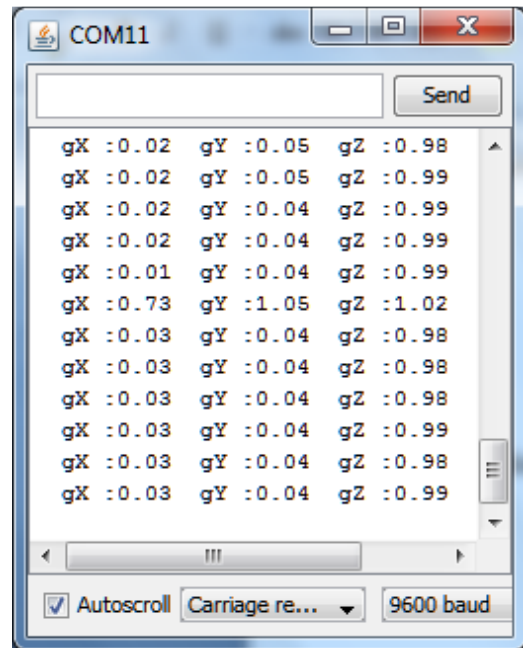 COM11
Send
gX :0.02 gY :0.05 gZ :0.98
gX :0.02 gY :0.05 gZ :0.99
gX :0.02 gY :0.04 gZ :0.99
gX :0.02 gY :0.04 gZ :0.99
gX :0.01 gY :0.04 gZ :0.99
gX :0.73 gY :1.05 gZ :1.02
gX :0.03 gY :0.04 gZ :0.98
gX :0.03 gY :0.04 gZ :0.98
gX :0.03 gY :0.04 gZ :0.98
gX :0.03 gY :0.04 gZ :0.99
gX :0.03 gY :0.04 gZ :0.98
gX :0.03 gY :0.04 gZ :0.99
Autoscroll Carriage re... 9600 baud